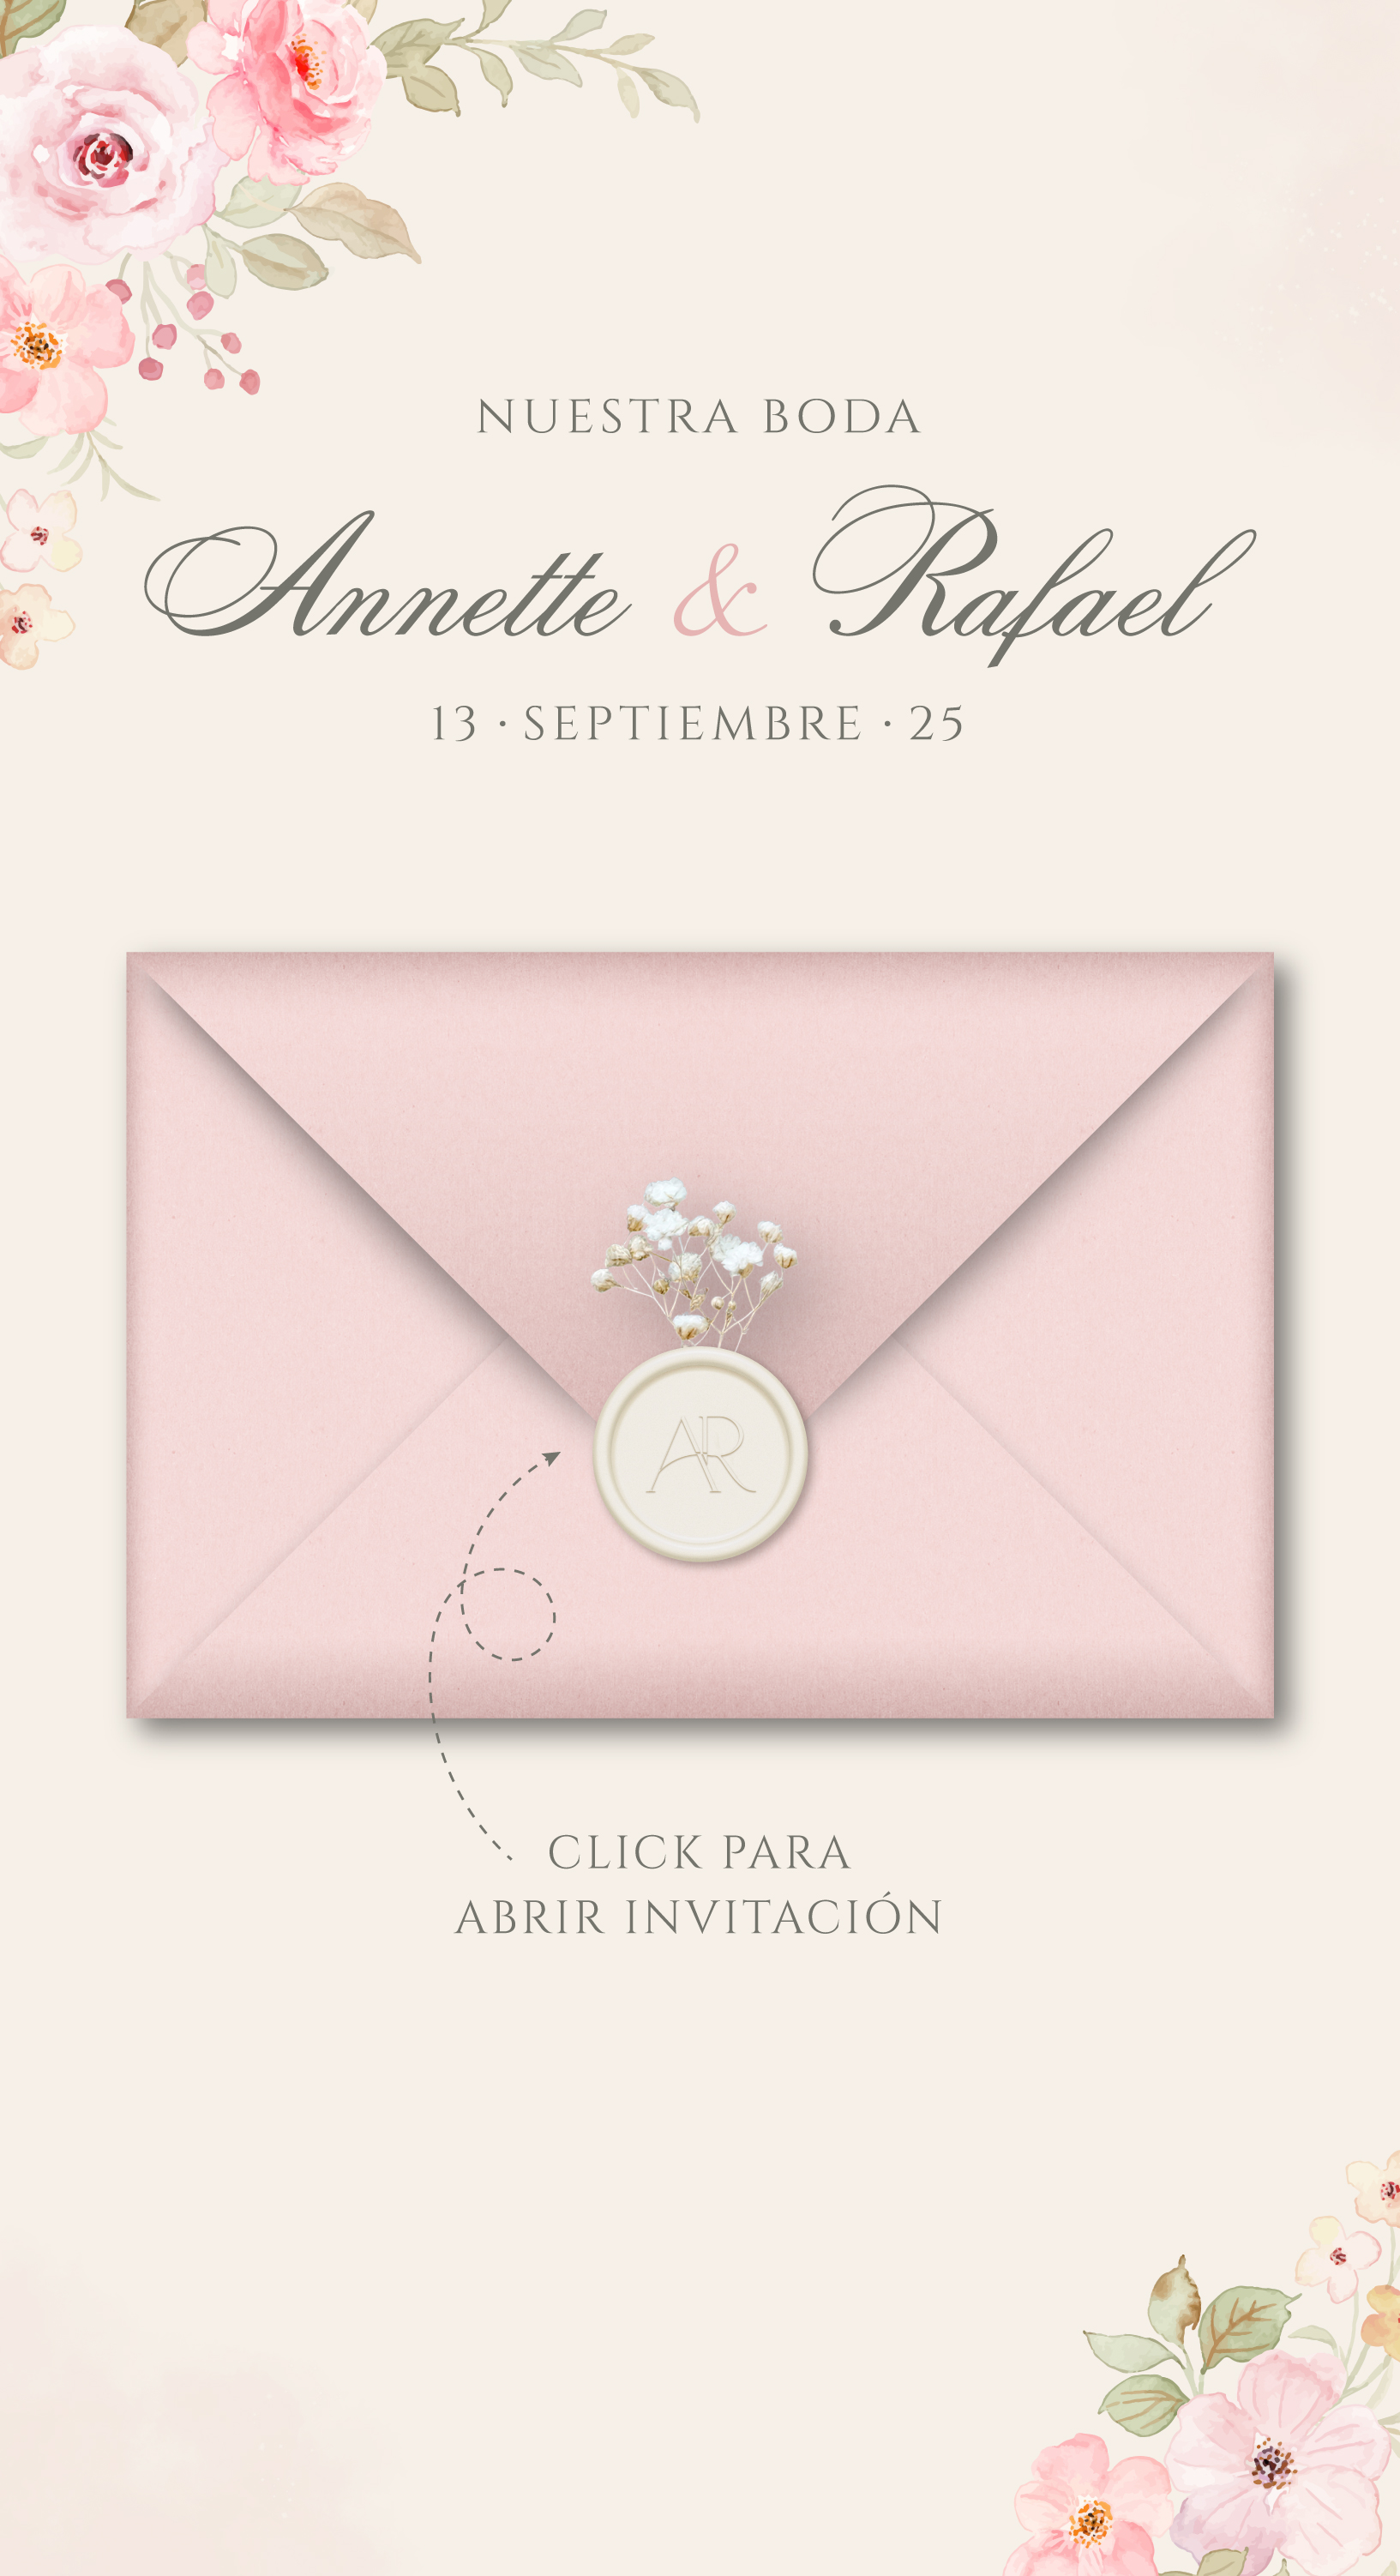 NUESTRA BODA
Annette & Rafael
13 · SEPTIEMBRE · 25
AR
CLICK PARA
ABRIR INVITACIÓN